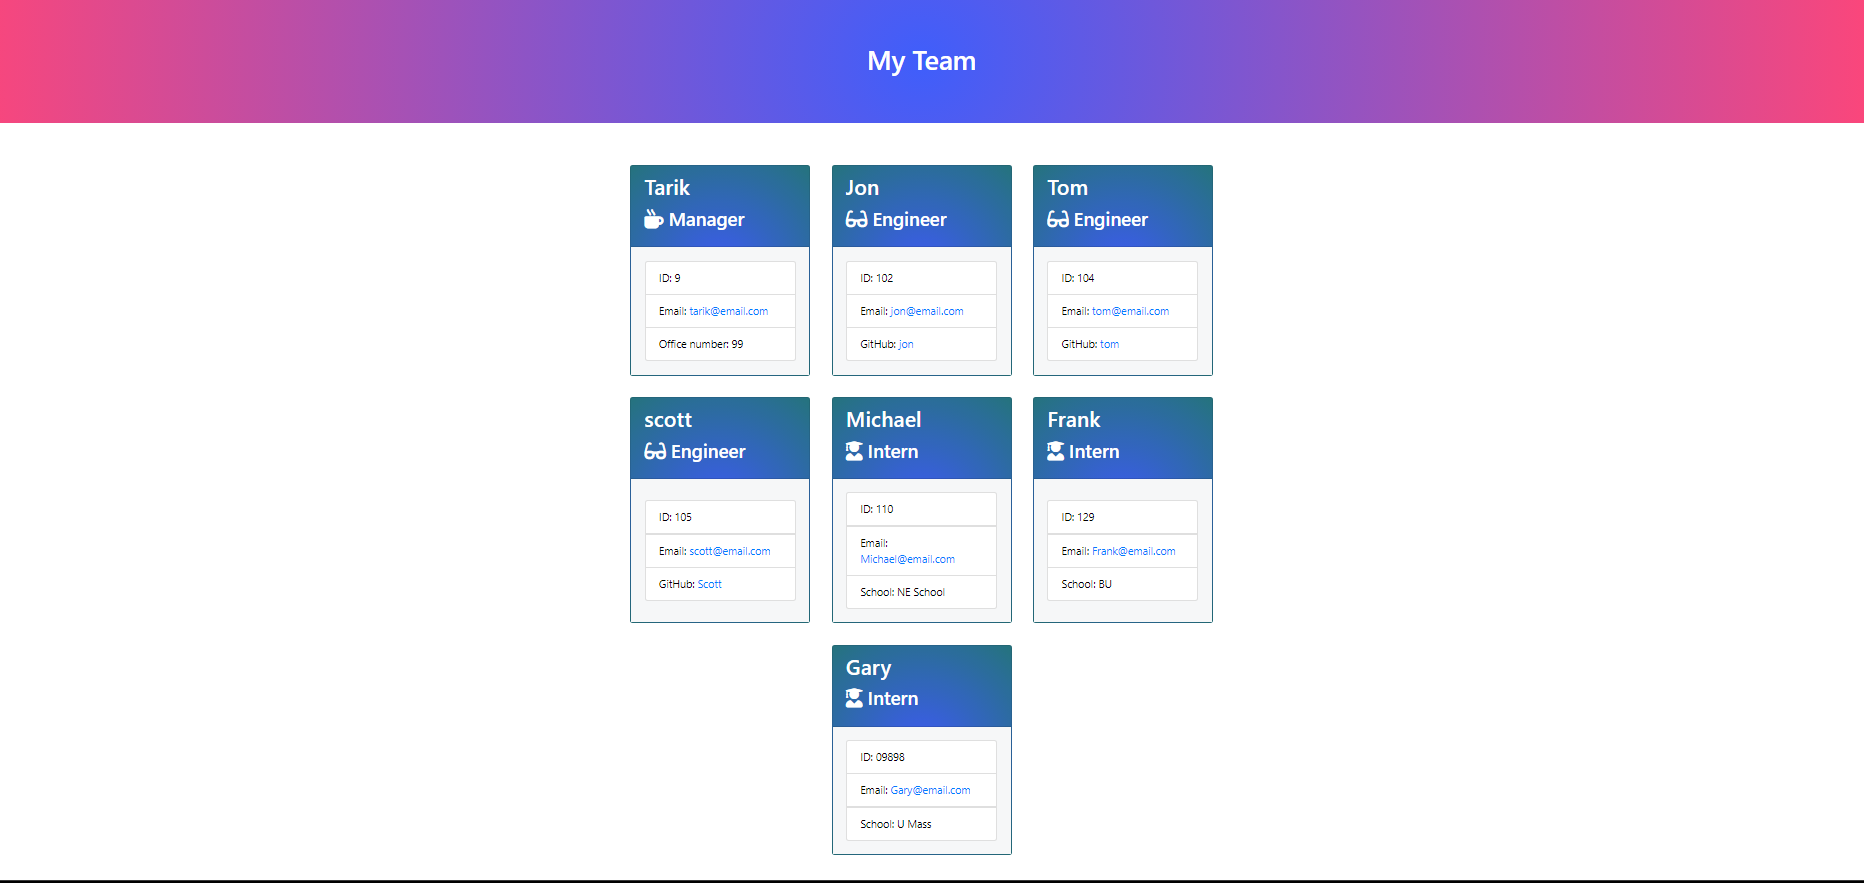 My Team
Tarik
Manager
ID: 9
Email: tarik@email.com
Office number: 99
Jon
Engineer
ID: 102
Email: jon@email.com
GitHub: jon
Tom
Engineer
ID: 104
Email: tom@email.com
GitHub: tom
scott
Engineer
ID: 105
Email: scott@email.com
GitHub: Scott
Michael
Intern
ID: 110
Email:
Michael@email.com
School: NE School
Frank
Intern
ID: 129
Email: Frank@email.com
School: BU
Gary
Intern
ID: 09898
Email: Gary@email.com
School: U Mass